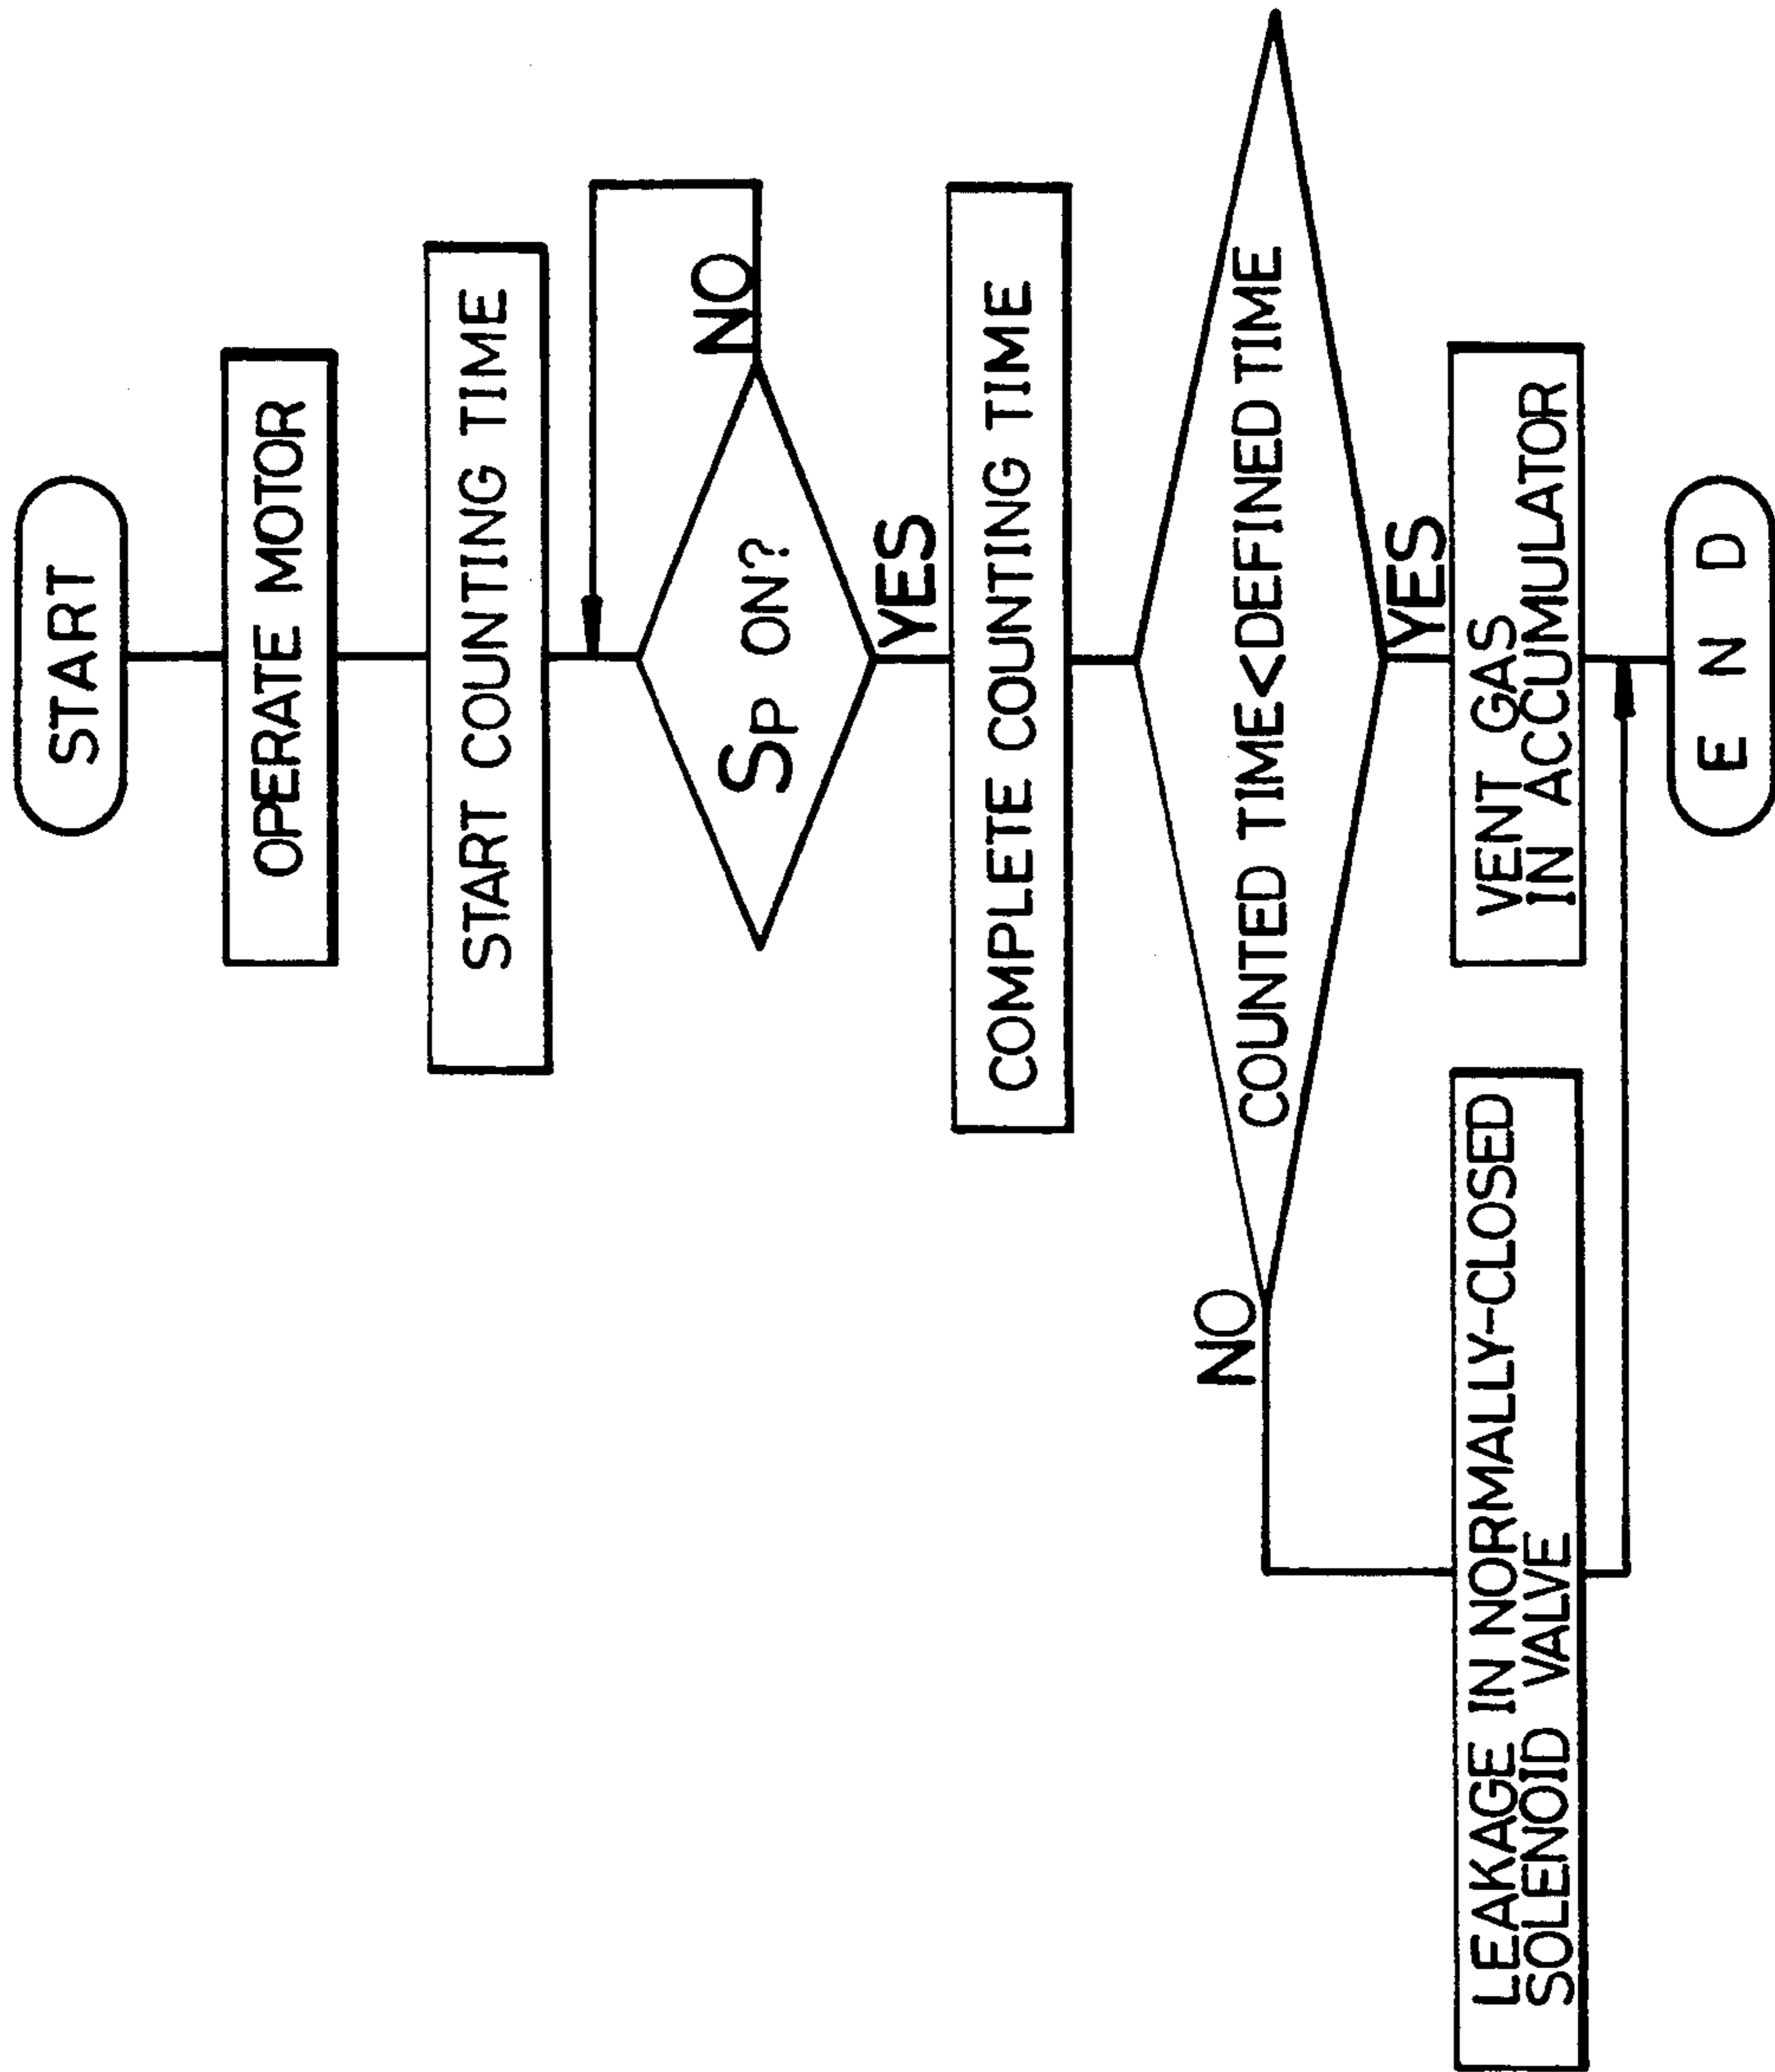 START
OPERATE MOTOR
START COUNTING TIME
SP ON?
NO
YES
COMPLETE COUNTING TIME
COUNTED TIME<DEFINED TIME
NO
YES
LEAKAGE IN NORMALLY-CLOSED
SOLENOID VALVE
VENT GAS
IN ACCUMULATOR
END